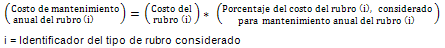 (Costo de mantenimiento anual del rubro (i)) = (Costo del rubro (i)) * (Porcentaje del costo del rubro (i), considerado para mantenimiento anual del rubro (i))
i = Identificador del tipo de rubro considerado